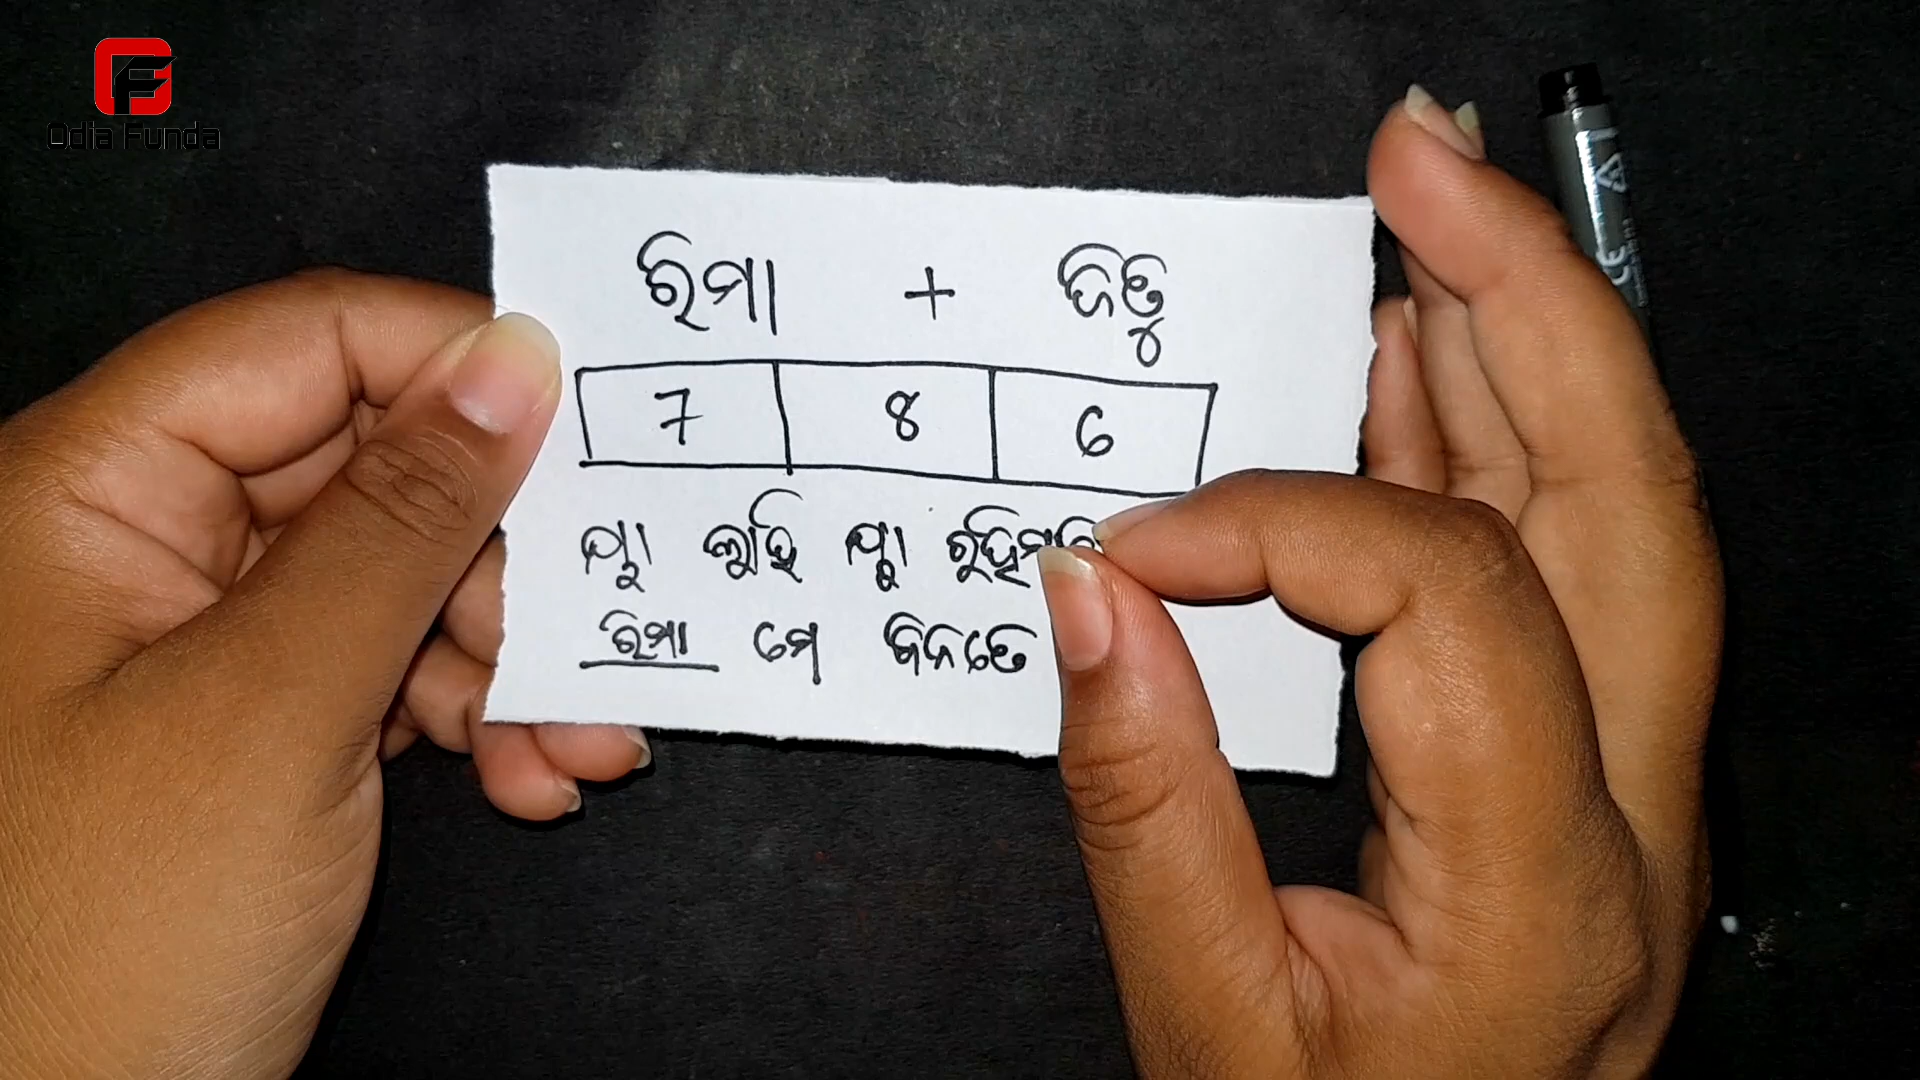 Odia Funda
ରିମା + ଜିତୁ
7 8 6
ୟା ଲୁହି ୟା
ରିମା ମେ ବିନତେ